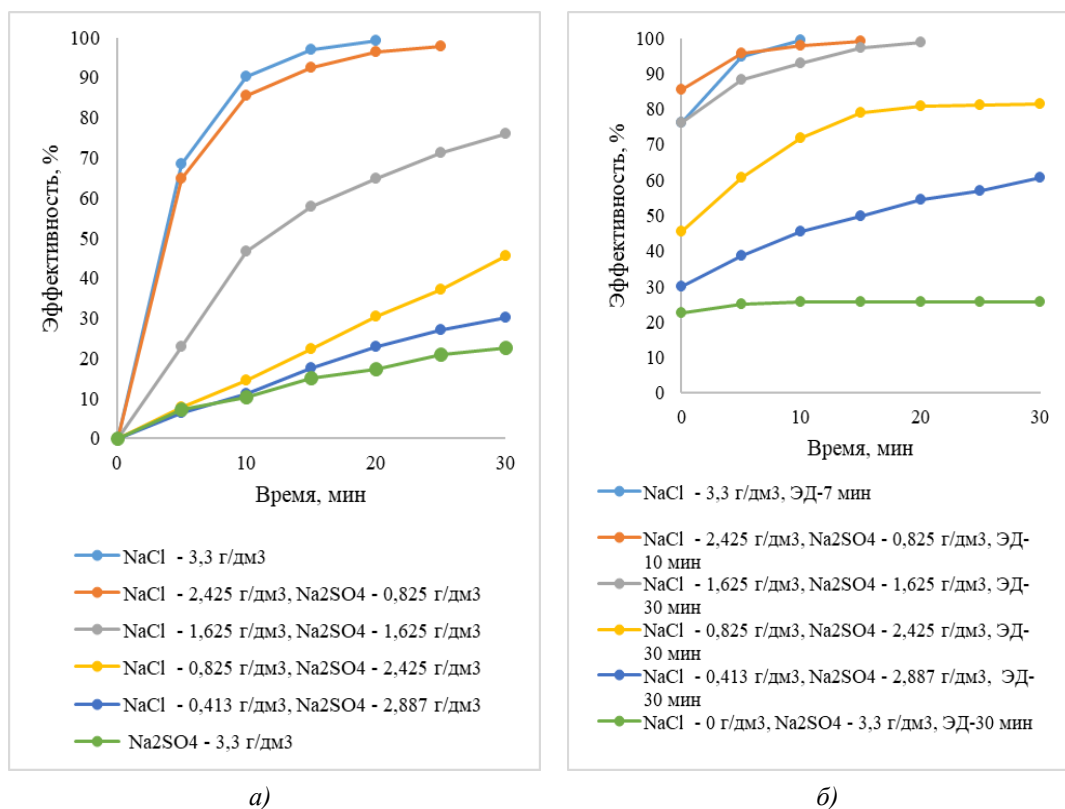 100
90
80
70
60
50
40
30
20
10
0
Эффективность, %
0 10 20 30
Время, мин
NaCl - 3,3 г/дм3
NaCl - 2,425 г/дм3, Na2SO4 - 0,825 г/дм3
NaCl - 1,625 г/дм3, Na2SO4 - 1,625 г/дм3
NaCl - 0,825 г/дм3, Na2SO4 - 2,425 г/дм3
NaCl - 0,413 г/дм3, Na2SO4 - 2,887 г/дм3
Na2SO4 - 3,3 г/дм3
а)
100
90
80
70
60
50
40
30
20
10
0
Эффективность, %
0 10 20 30
Время, мин
NaCl - 3,3 г/дм3, ЭД-7 мин
NaCl - 2,425 г/дм3, Na2SO4 - 0,825 г/дм3, ЭД-
10 мин
NaCl - 1,625 г/дм3, Na2SO4 - 1,625 г/дм3, ЭД-
30 мин
NaCl - 0,825 г/дм3, Na2SO4 - 2,425 г/дм3, ЭД-
30 мин
NaCl - 0,413 г/дм3, Na2SO4 - 2,887 г/дм3, ЭД-
30 мин
NaCl - 0 г/дм3, Na2SO4 - 3,3 г/дм3, ЭД-30 мин
б)